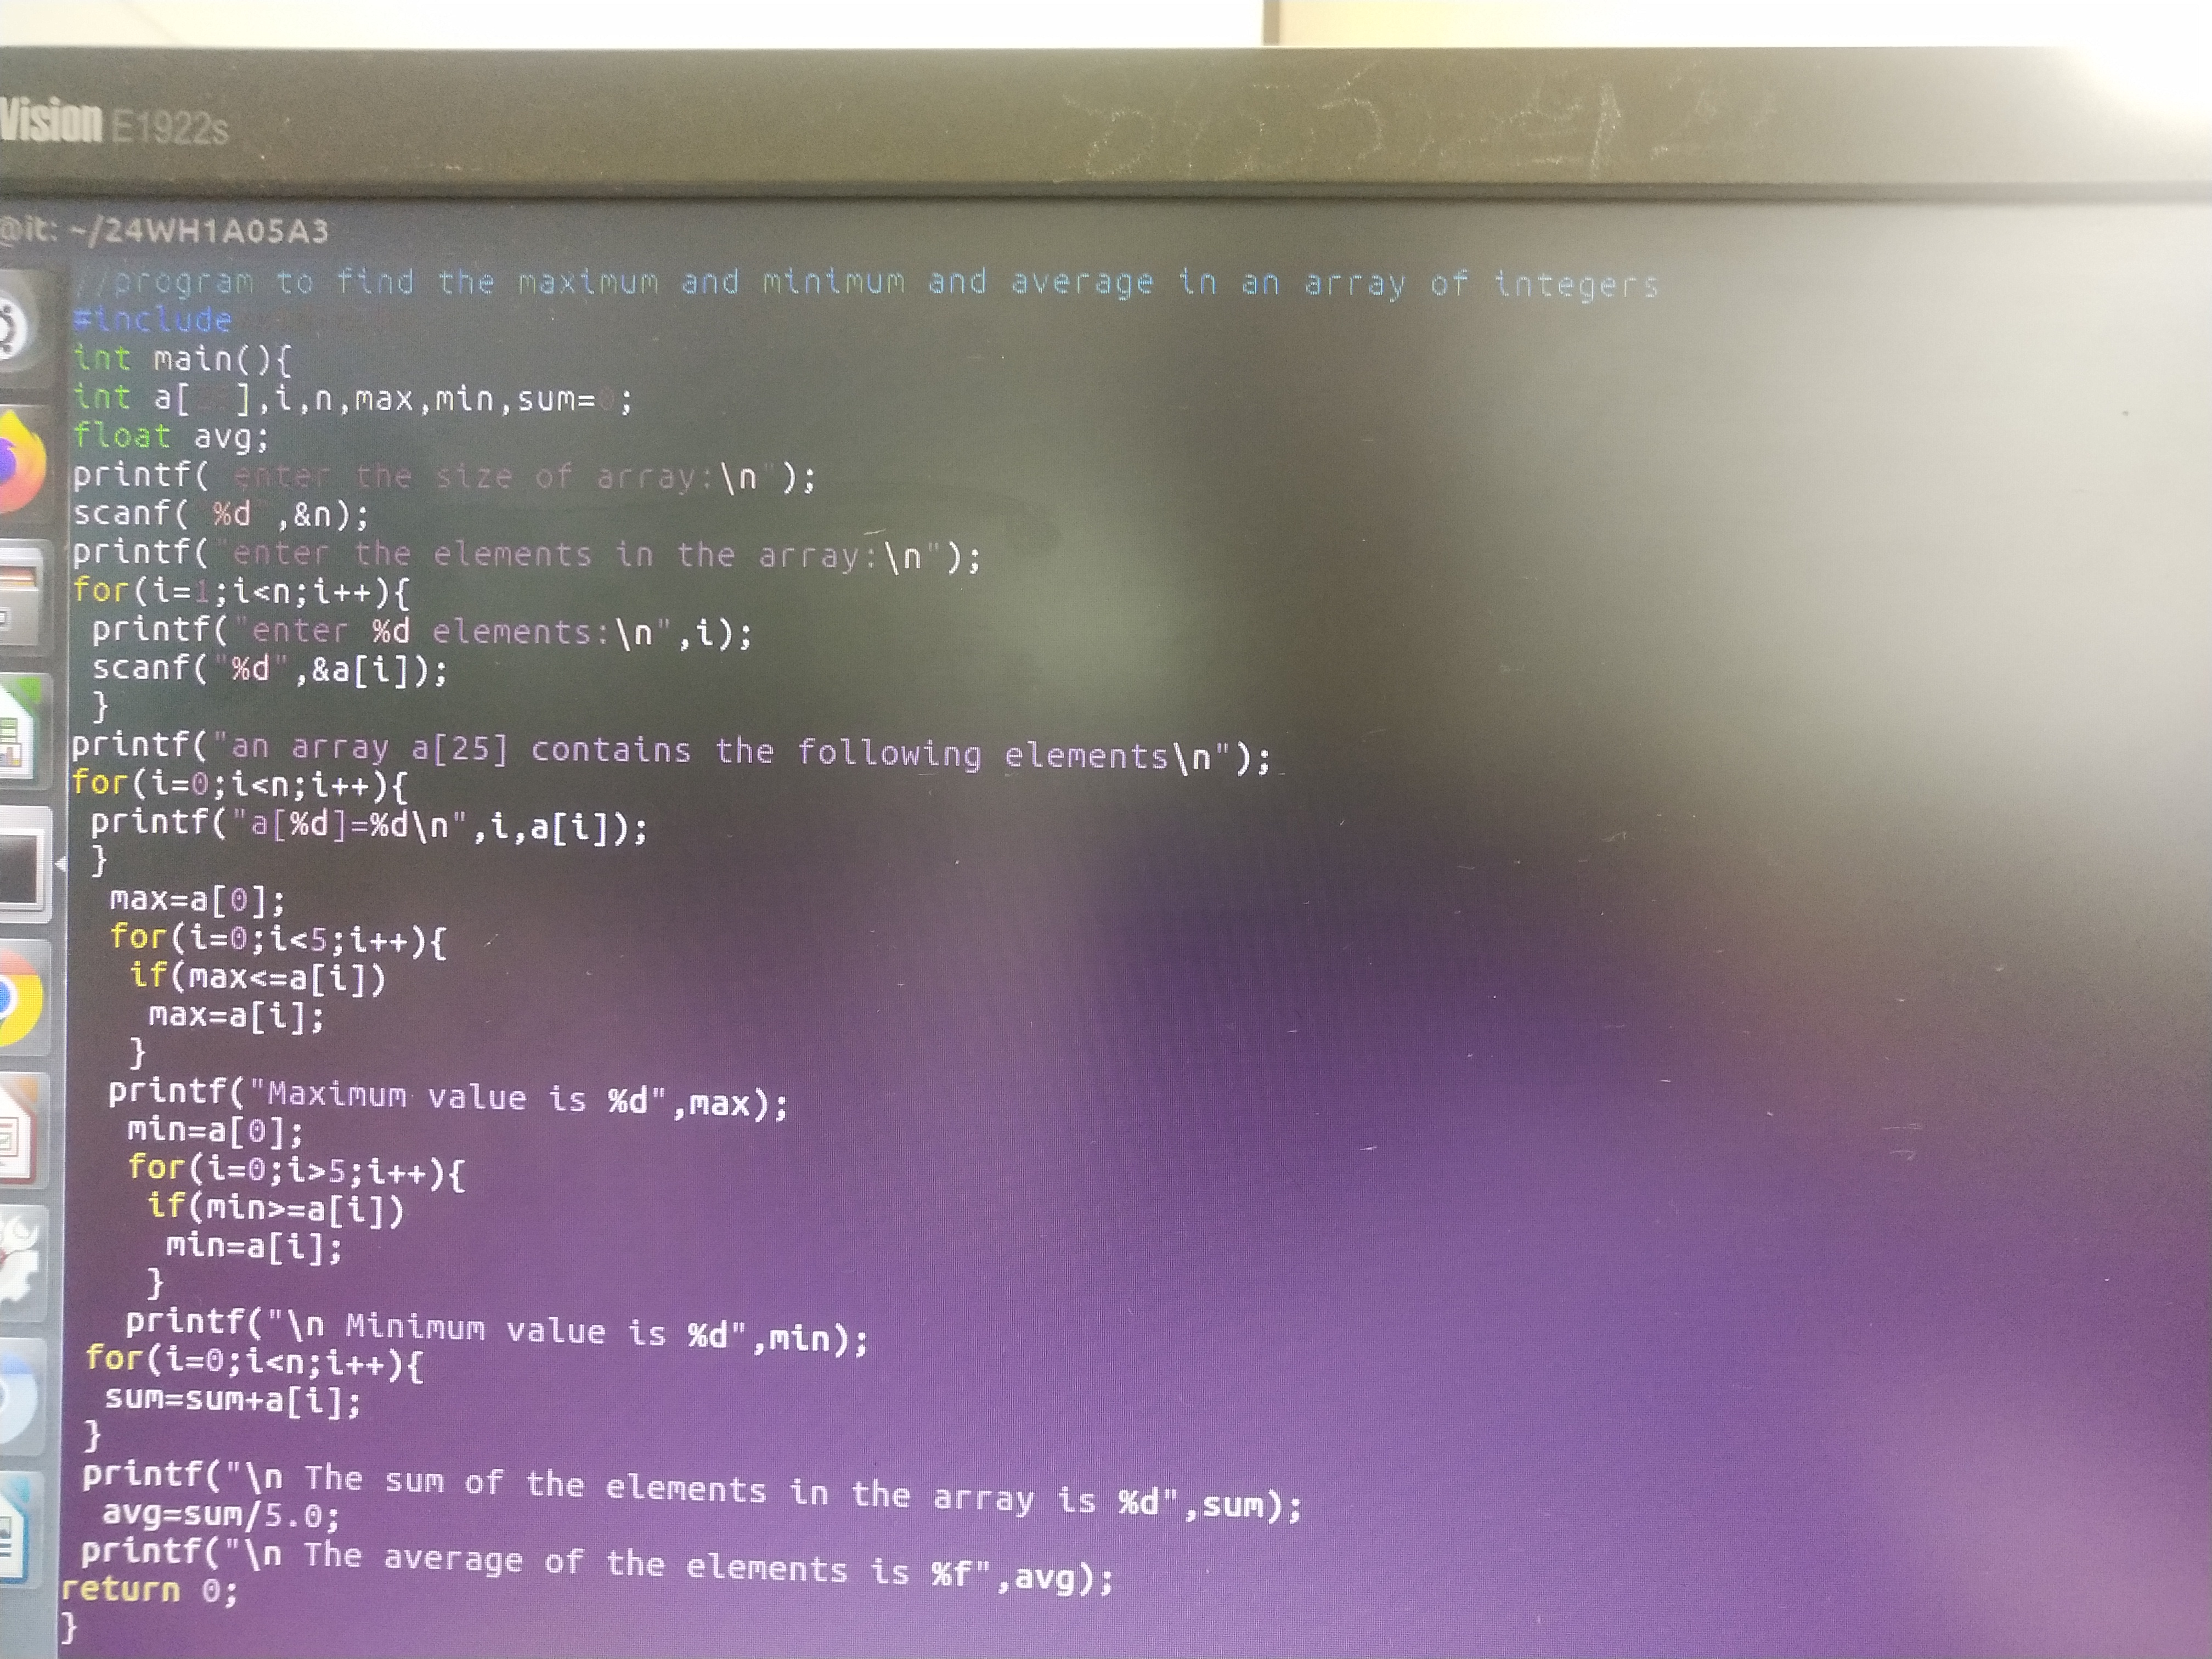 Vision E1922s
@it: ~/24WH1A05A3
//program to find the maximum and minimum and average in an array of integers
#include
int main(){
int a[ ],i,n,max,min,sum=0;
float avg;
printf( enter the size of array:\n");
scanf( %d ,&n);
printf("enter the elements in the array:\n");
for(i=1;i<n;i++){
printf("enter %d elements:\n",i);
scanf("%d",&a[i]);
}
printf("an array a[25] contains the following elements\n");
for(i=0;i<n;i++){
printf("a[%d]=%d\n",i,a[i]);
}
max=a[0];
for(i=0;i<5;i++){
if(max<=a[i])
max=a[i];
}
printf("Maximum value is %d",max);
min=a[0];
for(i=0;i>5;i++){
if(min>=a[i])
min=a[i];
}
printf("\n Minimum value is %d",min);
for(i=0;i<n;i++){
sum=sum+a[i];
}
printf("\n The sum of the elements in the array is %d",sum);
avg=sum/5.0;
printf("\n The average of the elements is %f",avg);
return 0;
}